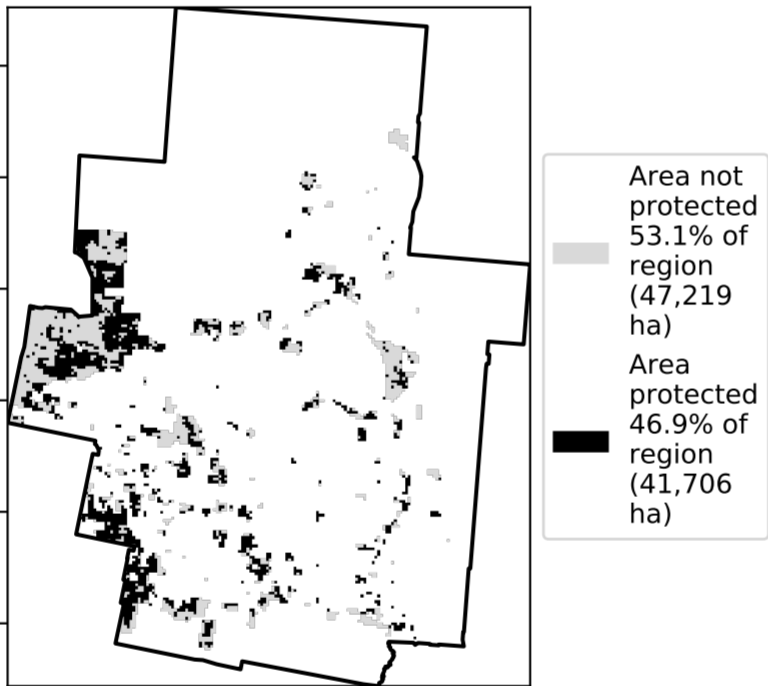 Area not
protected
53.1% of
region
(47,219
ha)
Area
protected
46.9% of
region
(41,706
ha)